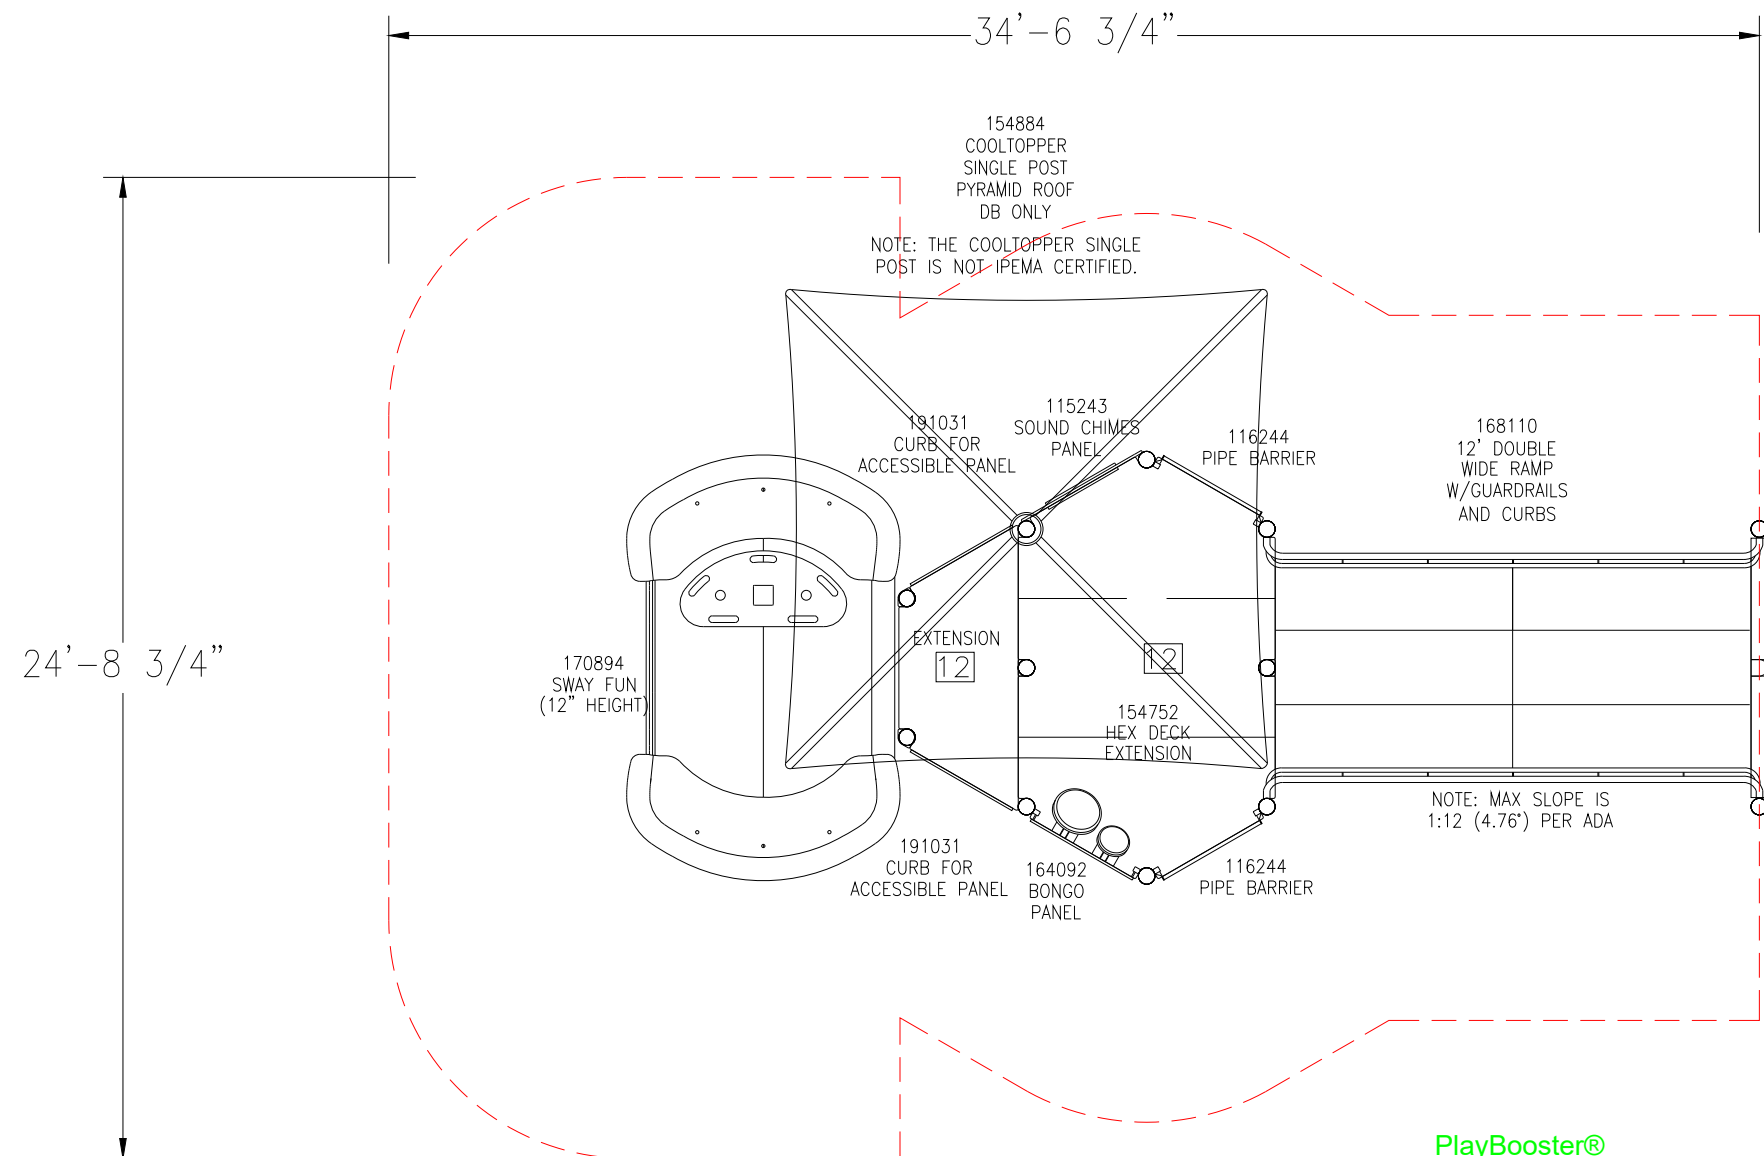 34'-6 3/4"
154884
COOLTOPPER
SINGLE POST
PYRAMID ROOF
DB ONLY
NOTE: THE COOLTOPPER SINGLE
POST IS NOT IPEMA CERTIFIED.
191031
CURB FOR
ACCESSIBLE PANEL
115243
SOUND CHIMES
PANEL
116244
PIPE BARRIER
168110
12' DOUBLE
WIDE RAMP
W/GUARDRAILS
AND CURBS
24'-8 3/4"
170894
SWAY FUN
(12" HEIGHT)
EXTENSION
12
12
154752
HEX DECK
EXTENSION
NOTE: MAX SLOPE IS
1:12 (4.76°) PER ADA
191031
CURB FOR
ACCESSIBLE PANEL
164092
BONGO
PANEL
116244
PIPE BARRIER
PlayBooster®